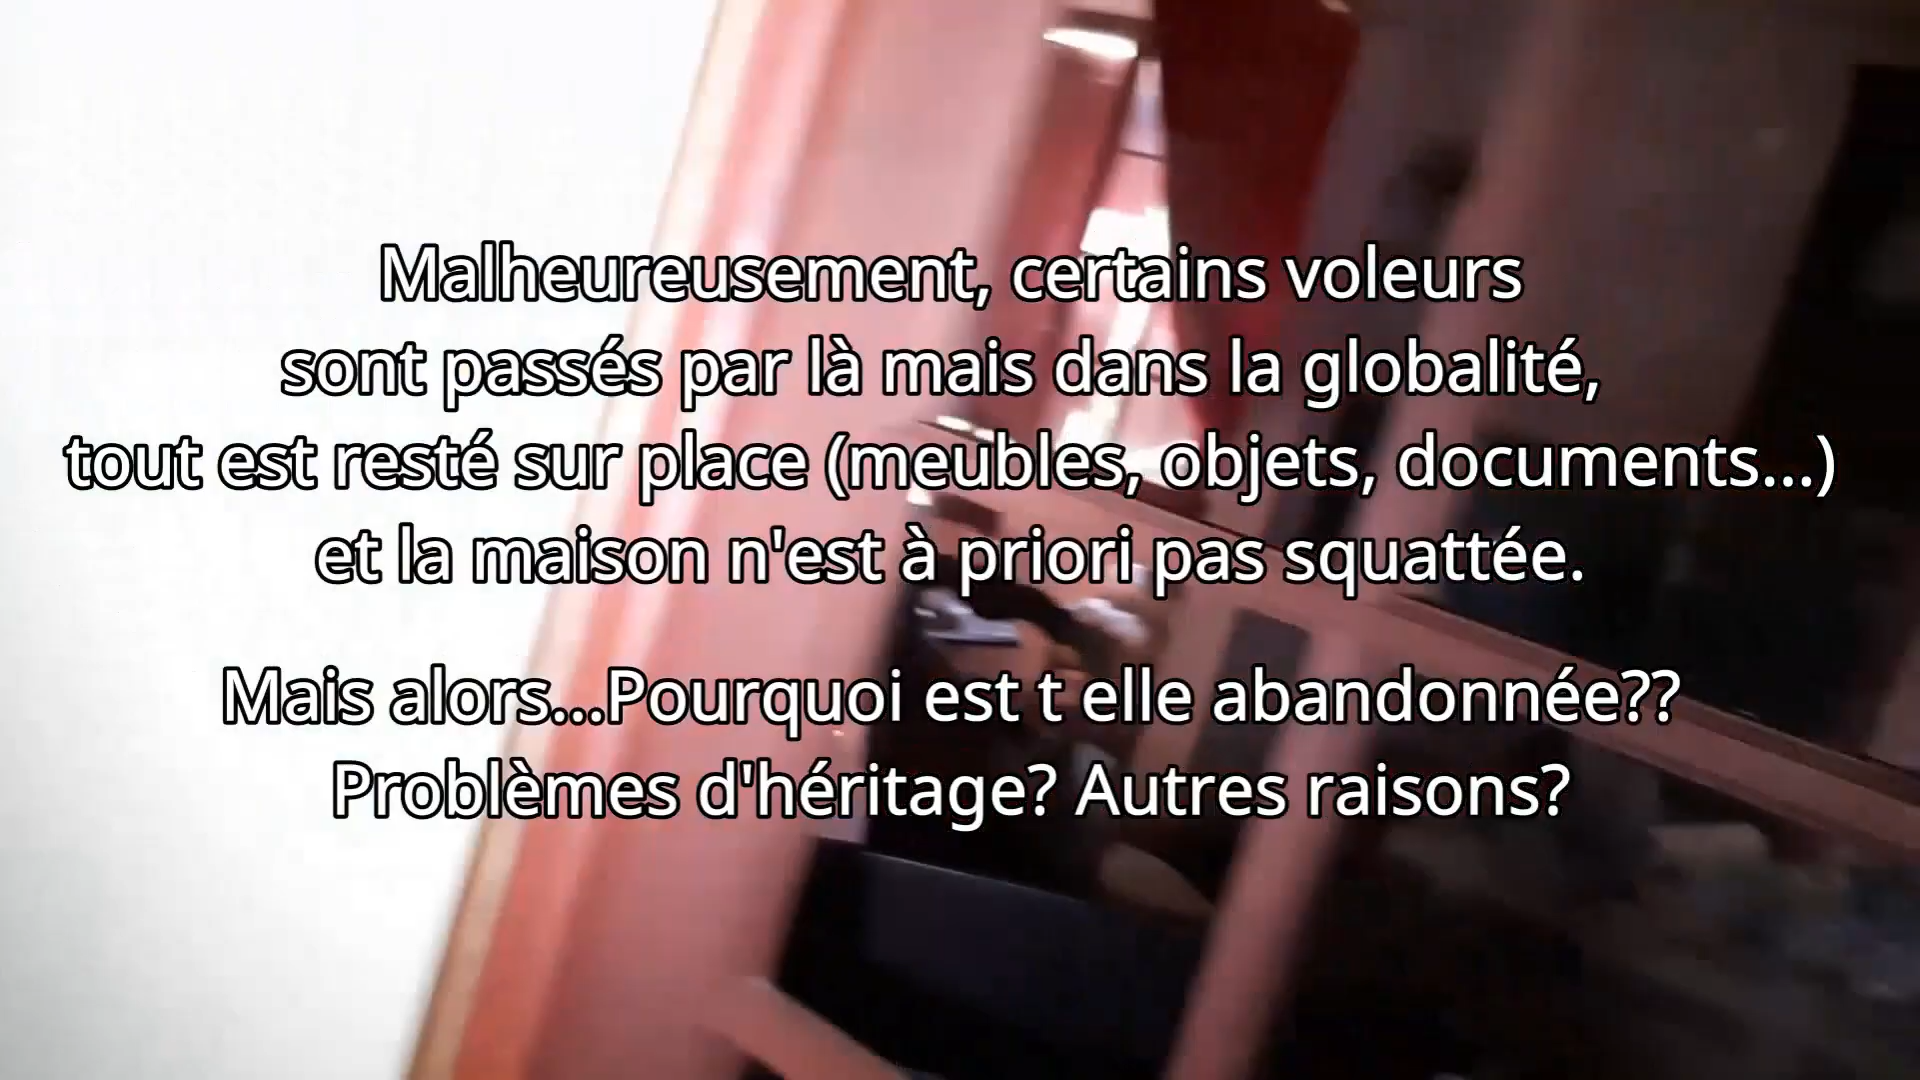 Malheureusement, certains voleurs
sont passés par là mais dans la globalité,
tout est resté sur place (meubles, objets, documents...)
et la maison n'est à priori pas squattée.
Mais alors...Pourquoi est t elle abandonnée??
Problèmes d'héritage? Autres raisons?